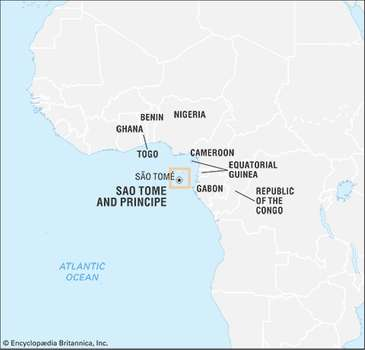 BENIN
NIGERIA
GHANA
TOGO
CAMEROON
EQUATORIAL
GUINEA
SÃO TOMÉ
SAO TOME
AND PRINCIPE
GABON
REPUBLIC
OF THE
CONGO
ATLANTIC
OCEAN
© Encyclopædia Britannica, Inc.